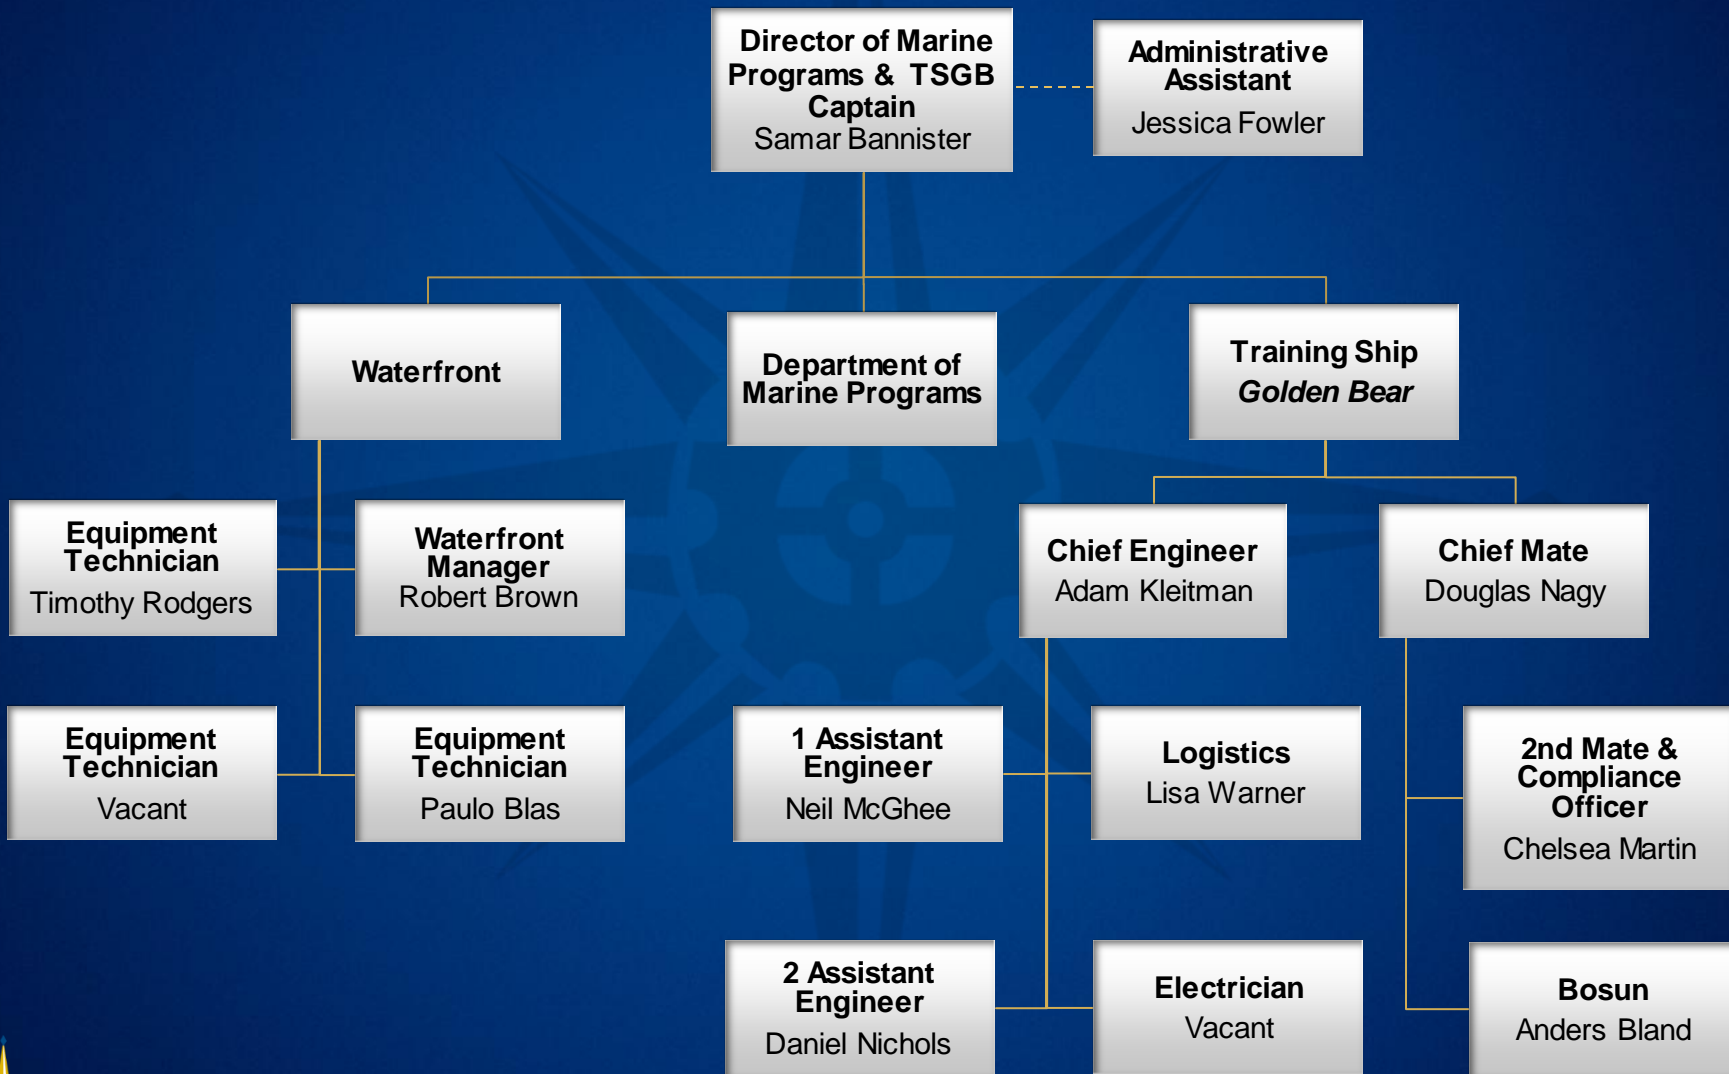 Director of Marine
Programs & TSGB
Captain
Samar Bannister
Administrative
Assistant
Jessica Fowler
Waterfront
Department of
Marine Programs
Training Ship
Golden Bear
Equipment
Technician
Timothy Rodgers
Waterfront
Manager
Robert Brown
Chief Engineer
Adam Kleitman
Chief Mate
Douglas Nagy
Equipment
Technician
Vacant
Equipment
Technician
Paulo Blas
1 Assistant
Engineer
Neil McGhee
Logistics
Lisa Warner
2nd Mate &
Compliance
Officer
Chelsea Martin
2 Assistant
Engineer
Daniel Nichols
Electrician
Vacant
Bosun
Anders Bland